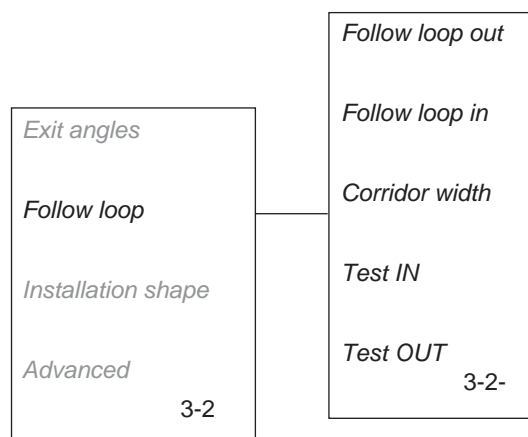 Exit angles
Follow loop
Installation shape
Advanced
3-2
Follow loop out
Follow loop in
Corridor width
Test IN
Test OUT
3-2-